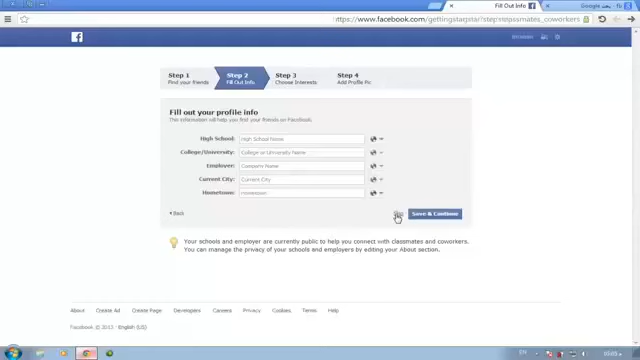 Fill Out Info
بحث Google
https://www.facebook.com/gettingstarted
classmates_coworkers
Step 1
Find your friends
Step 2
Fill Out Info
Step 3
Choose Interests
Step 4
Add Profile Pic
Fill out your profile info
This information will help you find your friends on Facebook.
High School:
High School Name
College/University:
College or University Name
Employer:
Company Name
Current City:
Current City
Hometown:
Hometown
Back
Skip
Save & Continue
Your schools and employer are currently public to help you connect with classmates and coworkers.
You can manage the privacy of your schools and employers by editing your About section.
About Create Ad Create Page Developers Careers Privacy Cookies Terms Help
Facebook © 2013 · English (US)
EN